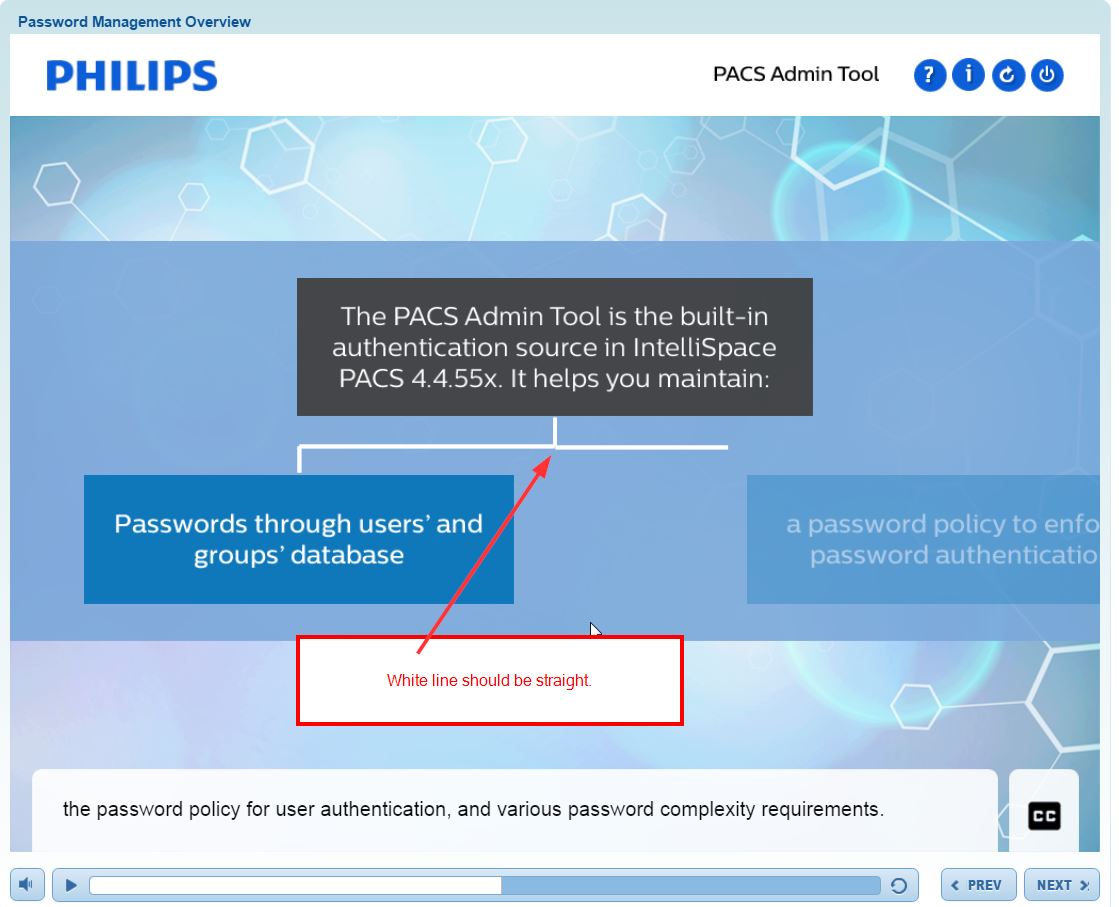 Password Management Overview
PHILIPS
PACS Admin Tool
? i
The PACS Admin Tool is the built-in
authentication source in IntelliSpace
PACS 4.4.55x. It helps you maintain:
Passwords through users’ and
groups’ database
a password policy to enfo
password authenticatio
White line should be straight.
the password policy for user authentication, and various password complexity requirements.
CC
PREV
NEXT